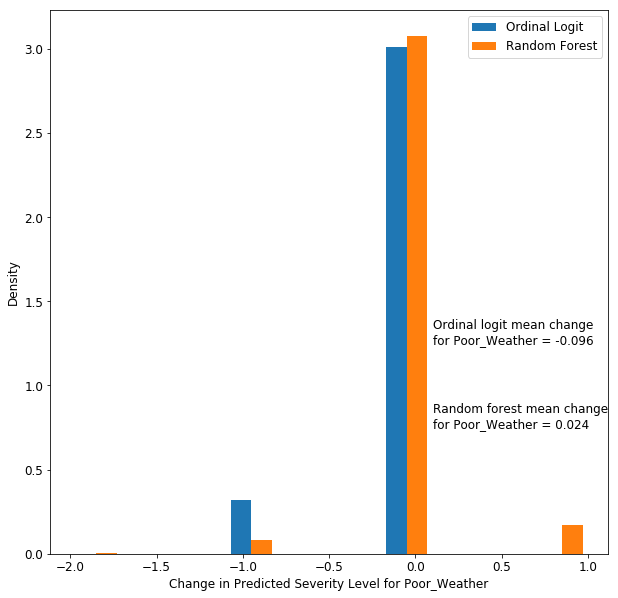 Ordinal Logit
Random Forest
3.0
2.5
2.0
1.5
1.0
0.5
0.0
Density
Ordinal logit mean change
for Poor_Weather = -0.096
Random forest mean change
for Poor_Weather = 0.024
−2.0 −1.5 −1.0 −0.5 0.0 0.5 1.0
Change in Predicted Severity Level for Poor_Weather